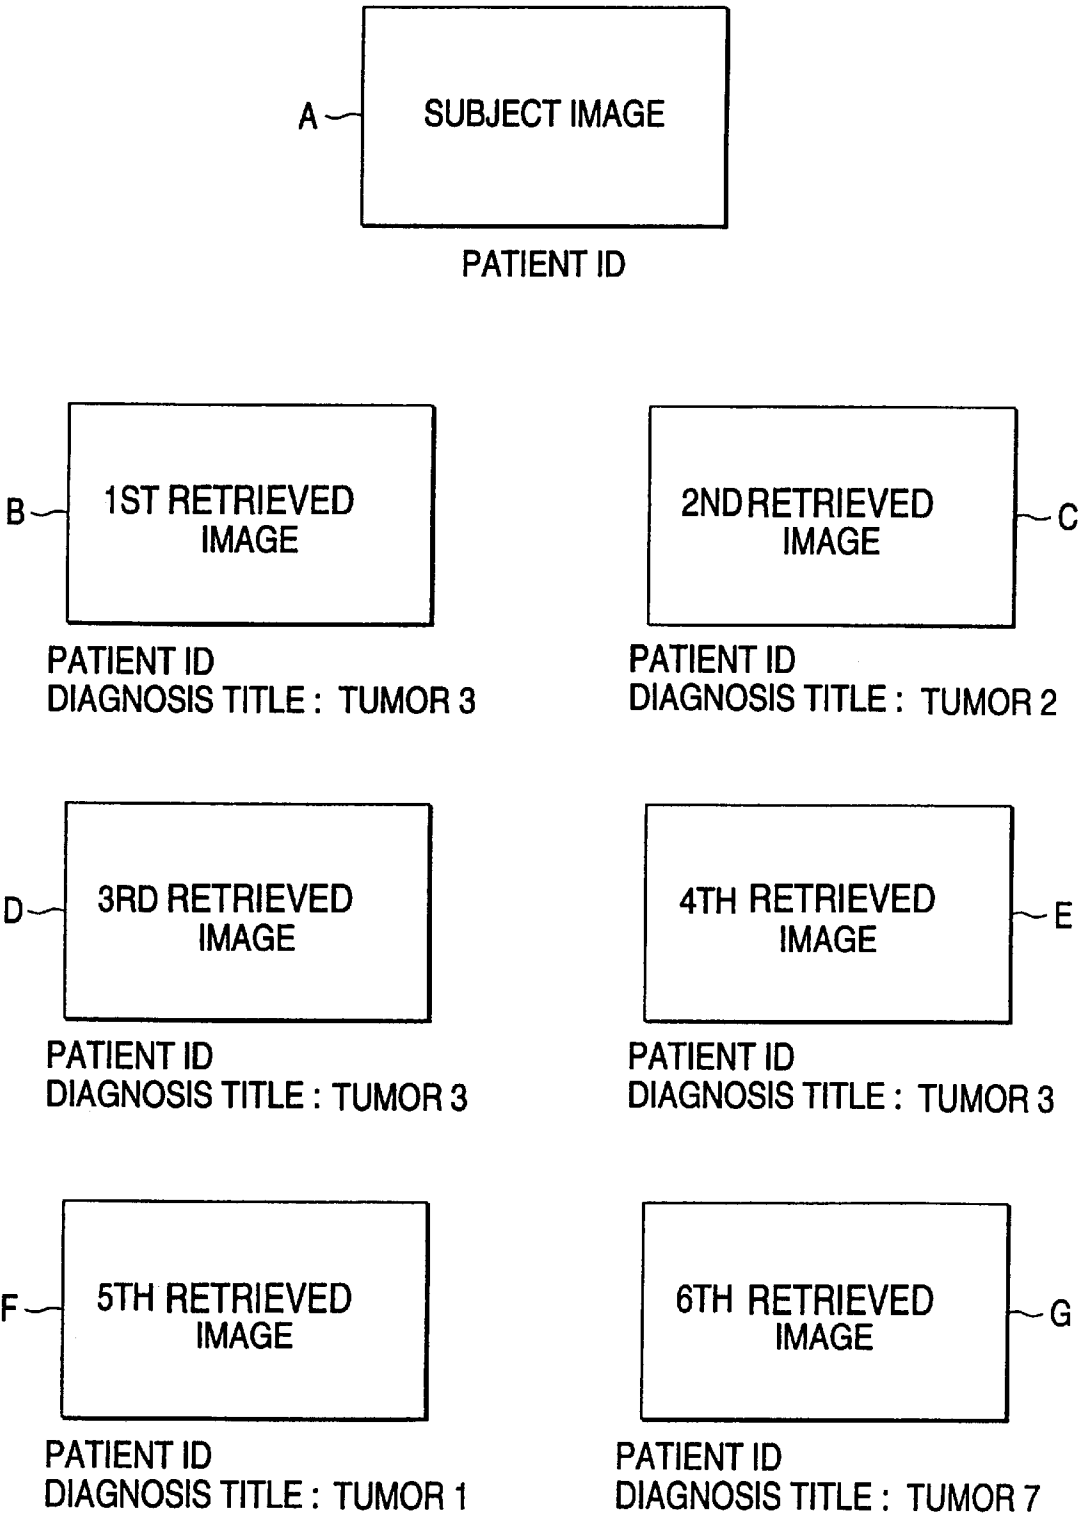 A
SUBJECT IMAGE
PATIENT ID
B
1ST RETRIEVED
IMAGE
PATIENT ID
DIAGNOSIS TITLE : TUMOR 3
2ND RETRIEVED
IMAGE
C
PATIENT ID
DIAGNOSIS TITLE : TUMOR 2
D
3RD RETRIEVED
IMAGE
PATIENT ID
DIAGNOSIS TITLE : TUMOR 3
4TH RETRIEVED
IMAGE
E
PATIENT ID
DIAGNOSIS TITLE : TUMOR 3
F
5TH RETRIEVED
IMAGE
PATIENT ID
DIAGNOSIS TITLE : TUMOR 1
6TH RETRIEVED
IMAGE
G
PATIENT ID
DIAGNOSIS TITLE : TUMOR 7